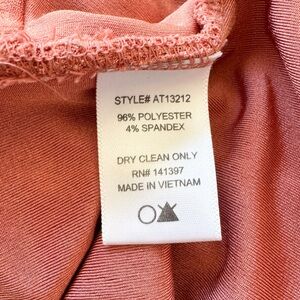 STYLE# AT13212
96% POLYESTER
4% SPANDEX
DRY CLEAN ONLY
RN# 141397
MADE IN VIETNAM